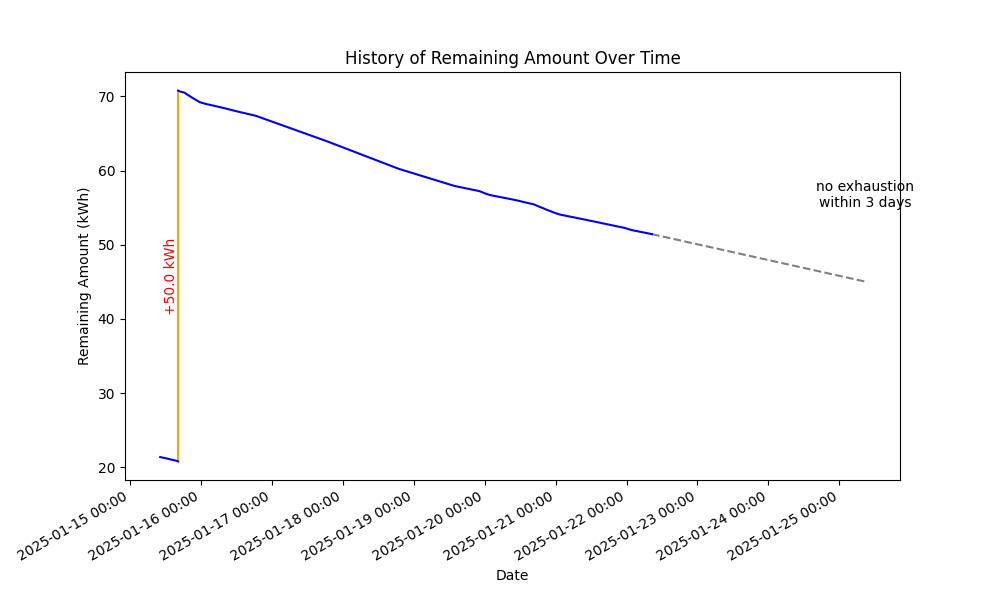 History of Remaining Amount Over Time
Remaining Amount (kWh)
70
60
50
40
30
20
+50.0 kWh
no exhaustion
within 3 days
2025-01-15 00:00
2025-01-16 00:00
2025-01-17 00:00
2025-01-18 00:00
2025-01-19 00:00
2025-01-20 00:00
2025-01-21 00:00
2025-01-22 00:00
2025-01-23 00:00
2025-01-24 00:00
2025-01-25 00:00
Date